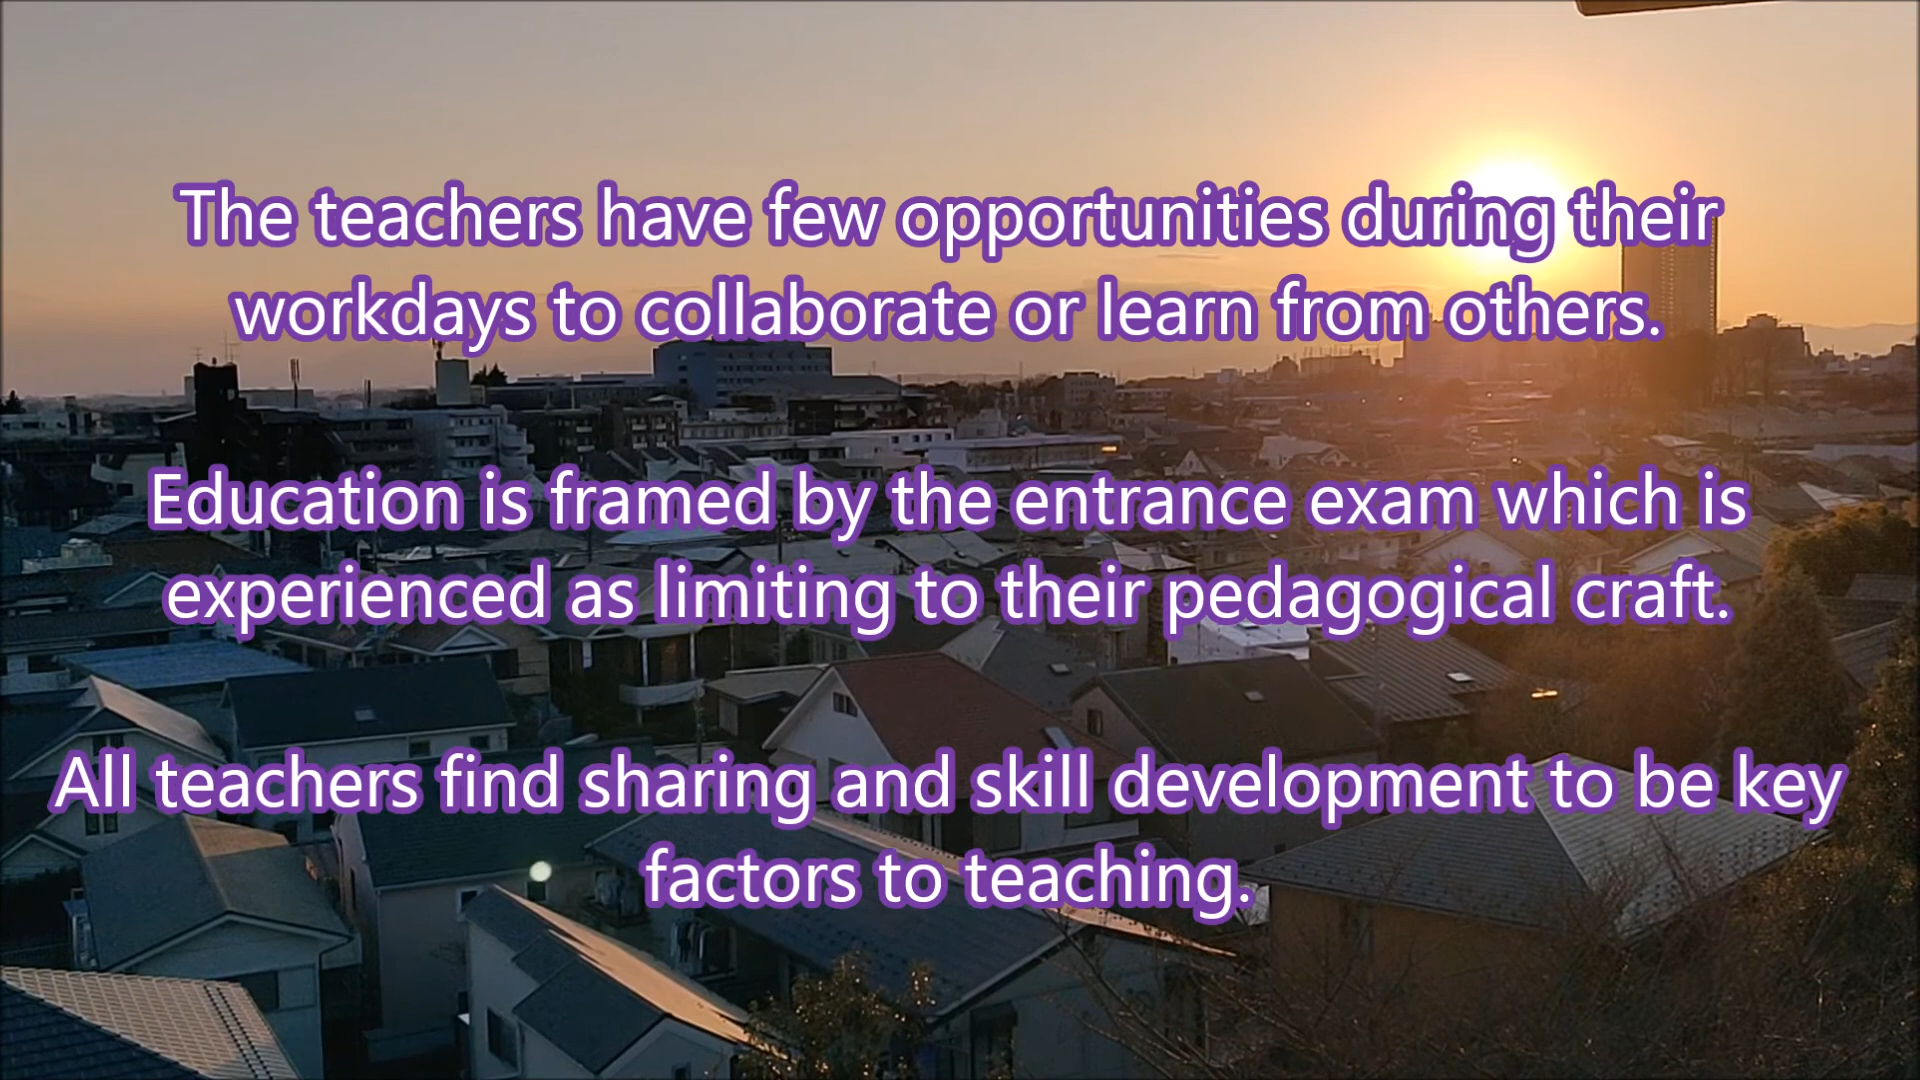 The teachers have few opportunities during their
workdays to collaborate or learn from others.
Education is framed by the entrance exam which is
experienced as limiting to their pedagogical craft.
All teachers find sharing and skill development to be key
factors to teaching.